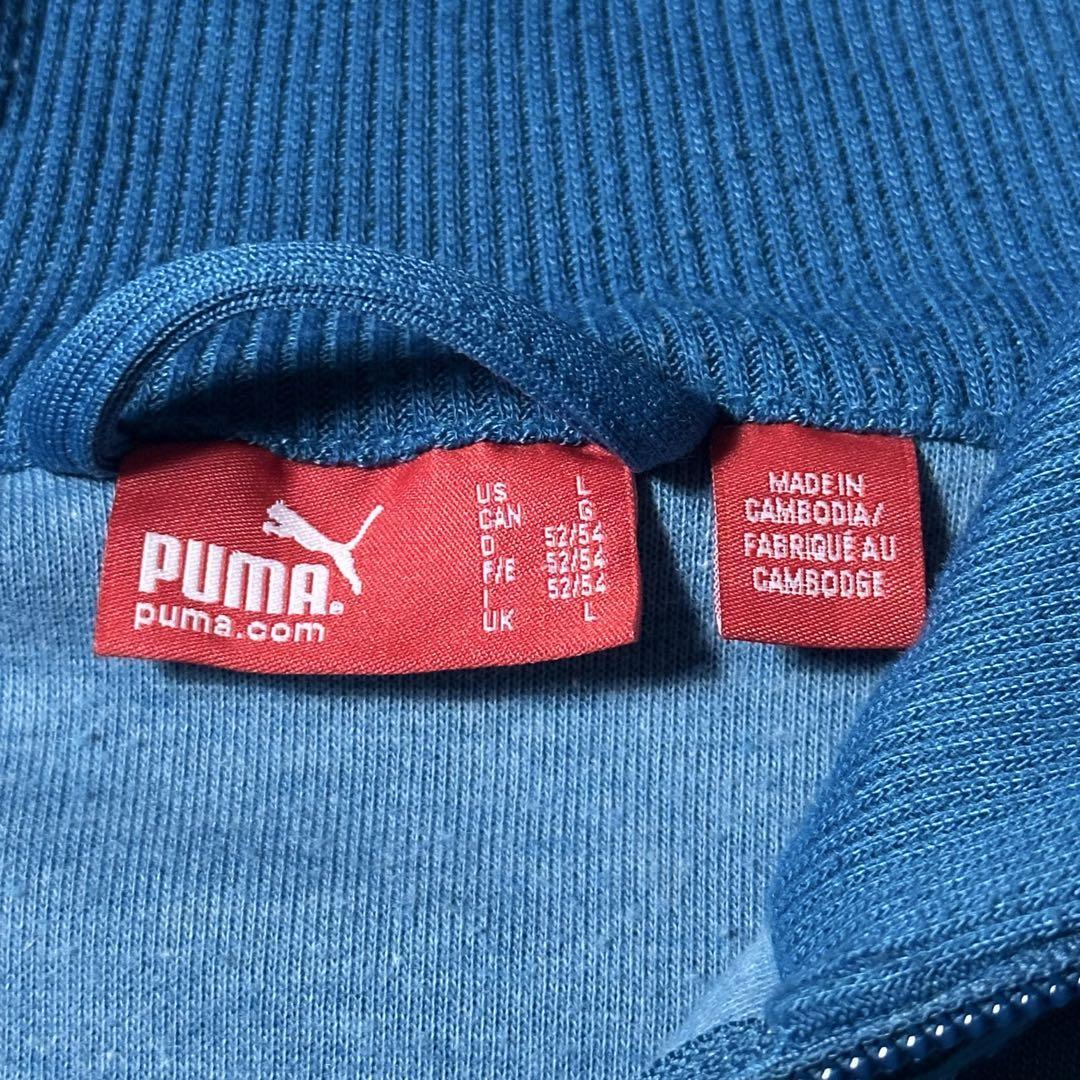 PUMA®
puma.com
US L
CAN G
D 52/54
F/E 52/54
I 52/54
UK L
MADE IN
CAMBODIA/
FABRIQUÉ AU
CAMBODGE